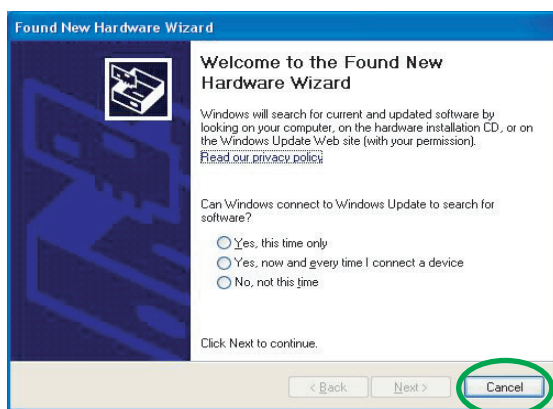 Found New Hardware Wizard
Welcome to the Found New
Hardware Wizard
Windows will search for current and updated software by
looking on your computer, on the hardware installation CD, or on
the Windows Update Web site (with your permission).
Read our privacy policy
Can Windows connect to Windows Update to search for
software?
Yes, this time only
Yes, now and every time I connect a device
No, not this time
Click Next to continue.
< Back Next > Cancel